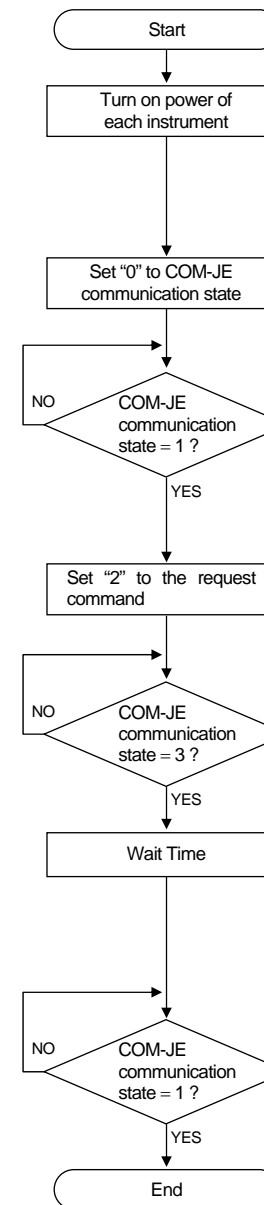 Start
Turn on power of
each instrument
Set “0” to COM-JE
communication state
COM-JE
communication
state = 1 ?
NO
YES
Set “2” to the request
command
COM-JE
communication
state = 3 ?
NO
YES
Wait Time
COM-JE
communication
state = 1 ?
NO
YES
End